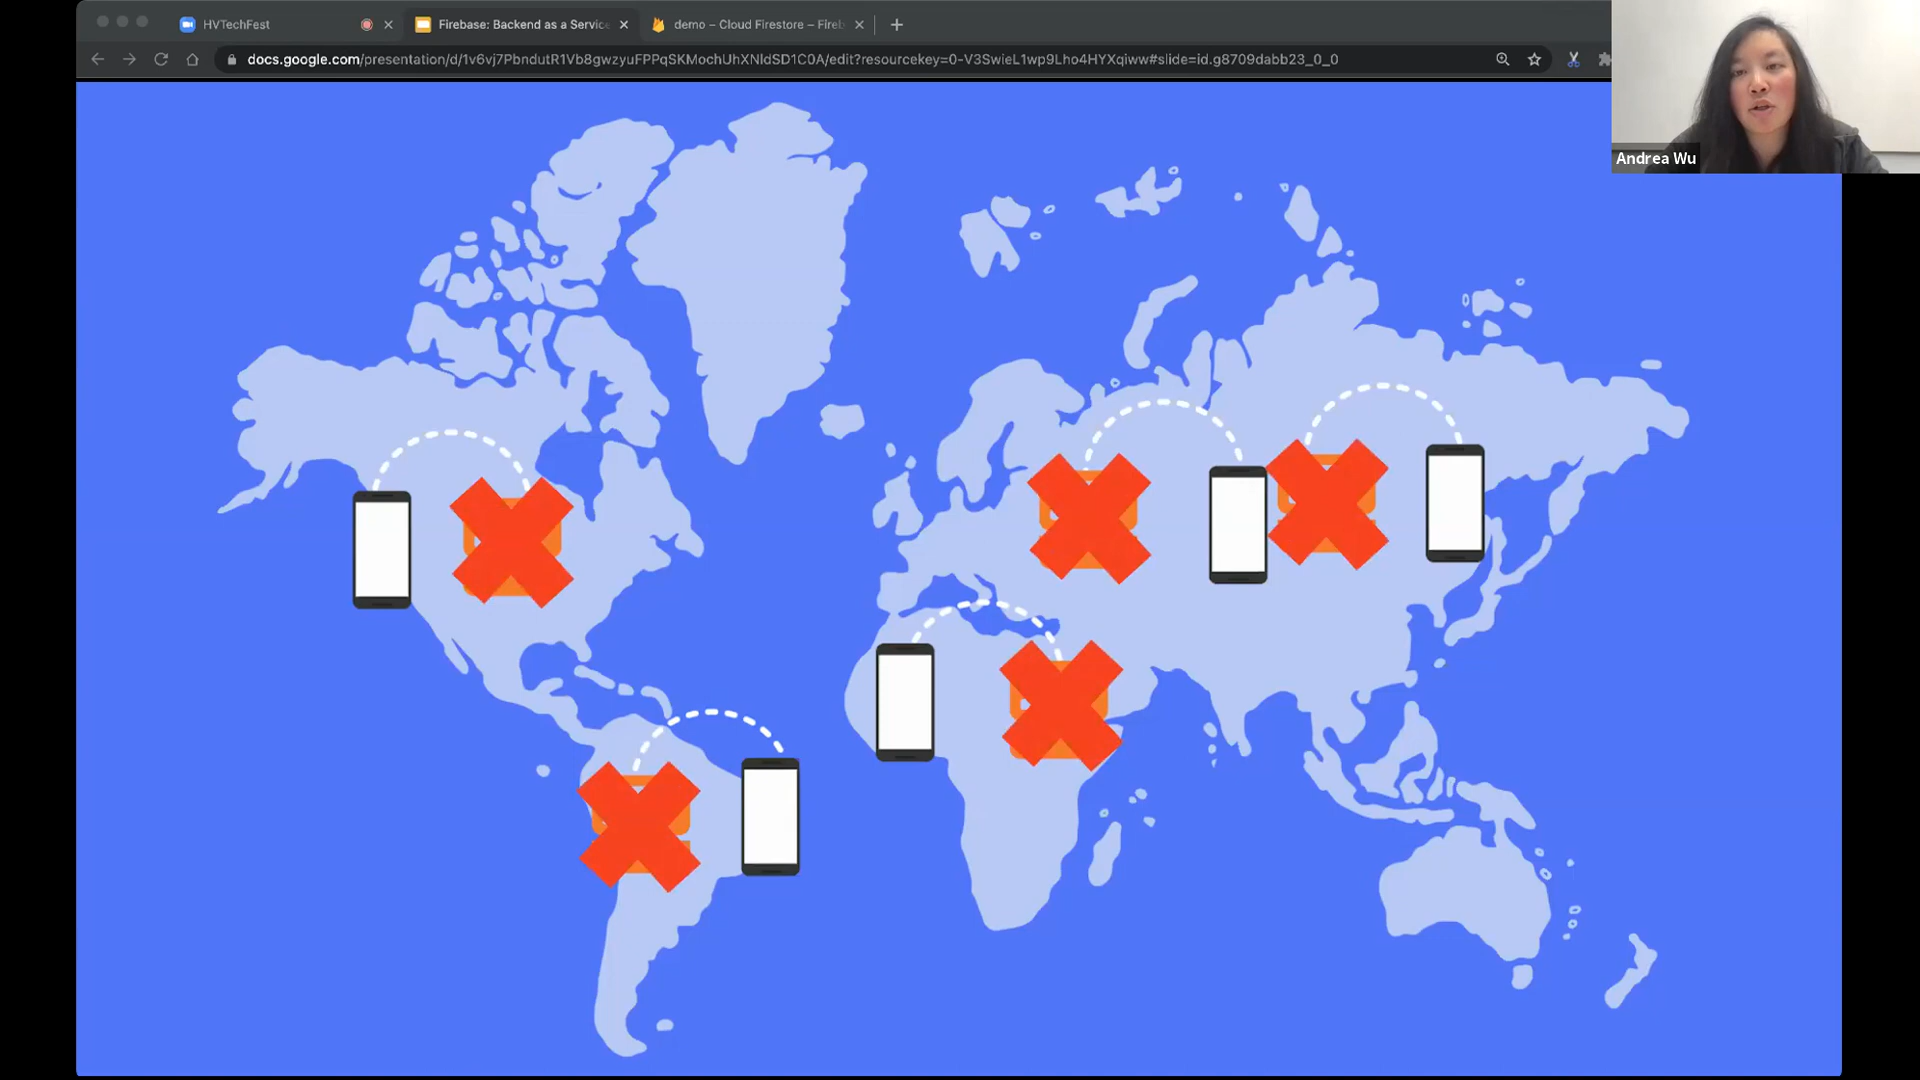 HVTechFest
Firebase: Backend as a Service
demo – Cloud Firestore – Fireb
docs.google.com/presentation/d/1v6vj7PbndutR1Vb8gwzyuFPPqSKMochUhXNldSD1C0A/edit?resourcekey=0-V3SwieL1wp9Lho4HYXqiww#slide=id.g8709dabb23_0_0
Andrea Wu